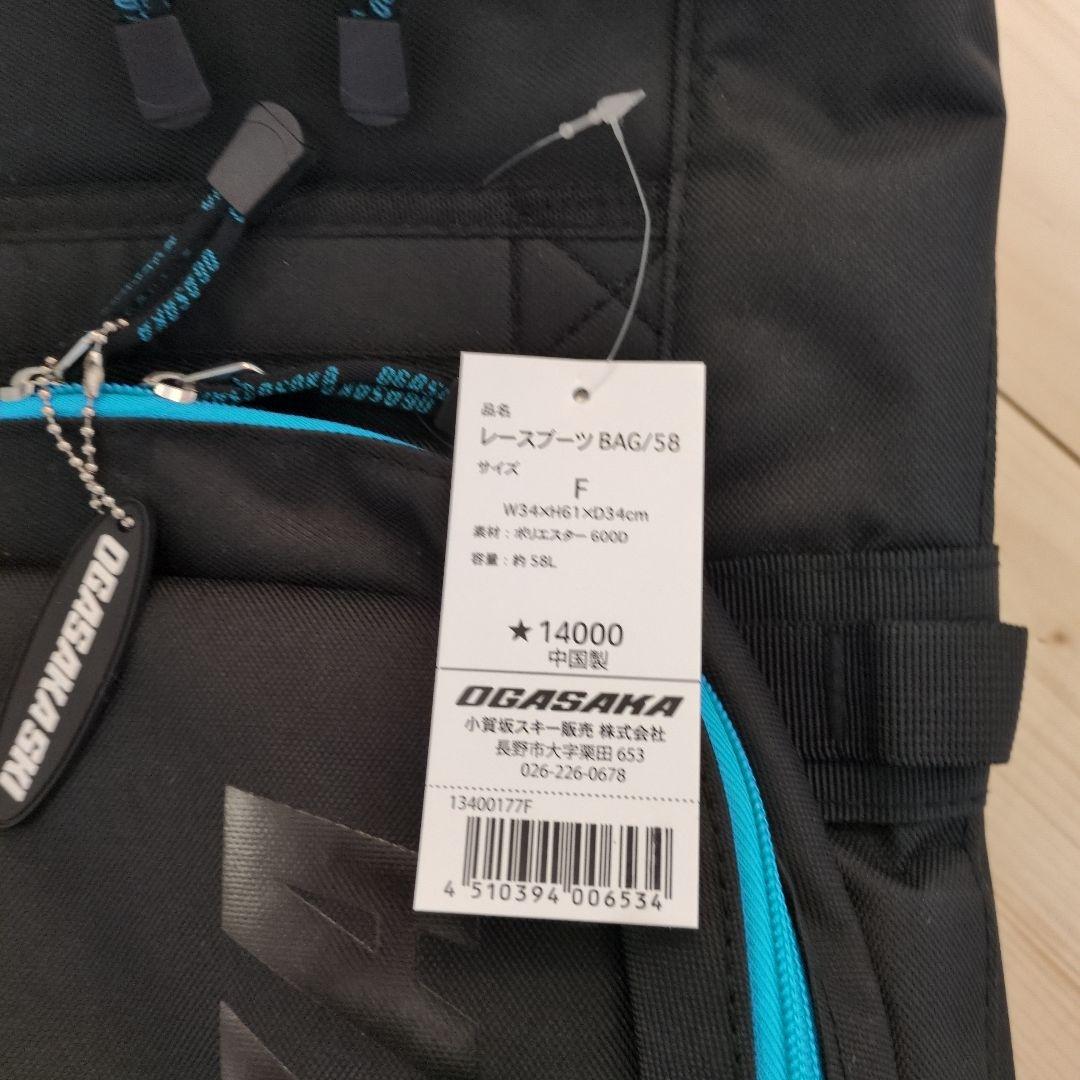 品名
レースブーツ BAG/58
サイズ
F
W34×H61×D34cm
素材：ポリエスター 600D
容量：約 58L
★14000
中国製
OGASAKA
小賀坂スキー販売 株式会社
長野市大字栗田 653
026-226-0678
13400177F
4 510394 006534
OGASAKA SKI
OGASAKA